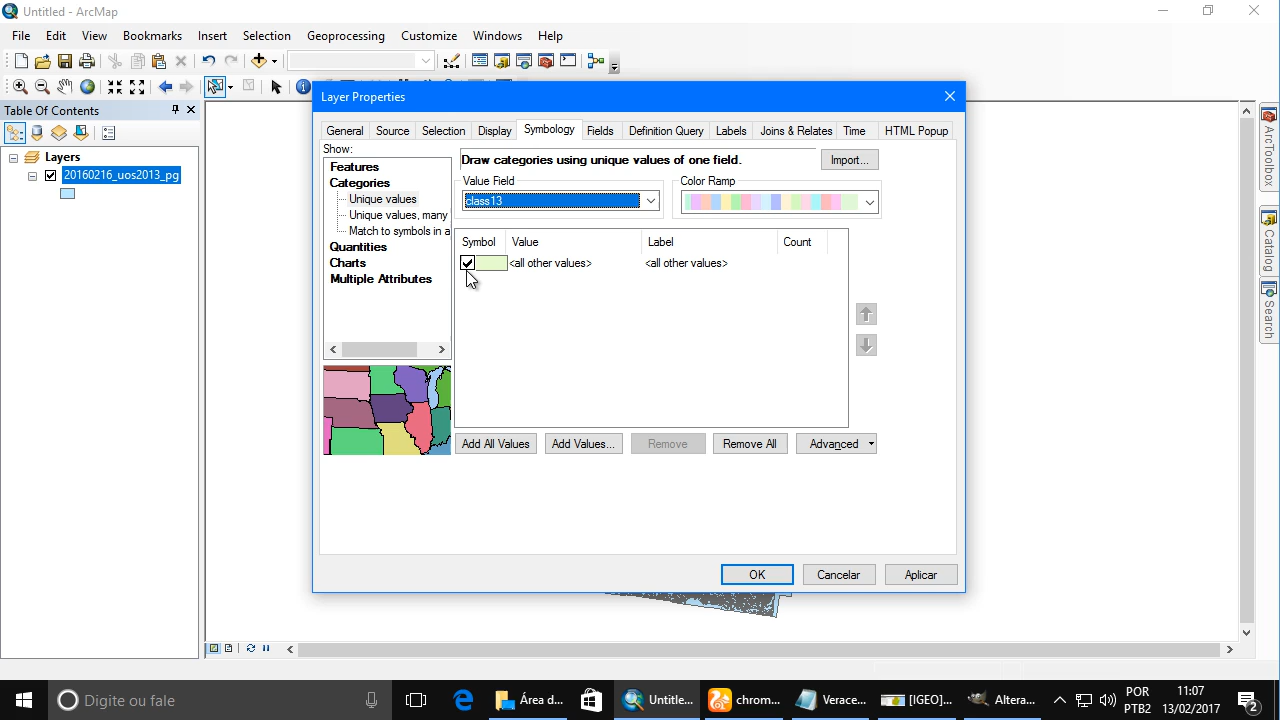 Untitled - ArcMap
File Edit View Bookmarks Insert Selection Geoprocessing Customize Windows Help
Table Of Contents
Layers
20160216_uos2013_pg
Layer Properties
General Source Selection Display Symbology Fields Definition Query Labels Joins & Relates Time HTML Popup
Show:
Features
Categories
Unique values
Unique values, many
Match to symbols in a
Quantities
Charts
Multiple Attributes
Draw categories using unique values of one field.
Import...
Value Field
class13
Color Ramp
Symbol Value Label Count
<all other values> <all other values>
Add All Values Add Values... Remove Remove All Advanced
OK Cancelar Aplicar
ArcToolbox
Catalog
Search
Digite ou fale
Área d...
Untitle...
chrom...
Verace...
[IGEO]...
Altera...
POR
PTB2
11:07
13/02/2017
2